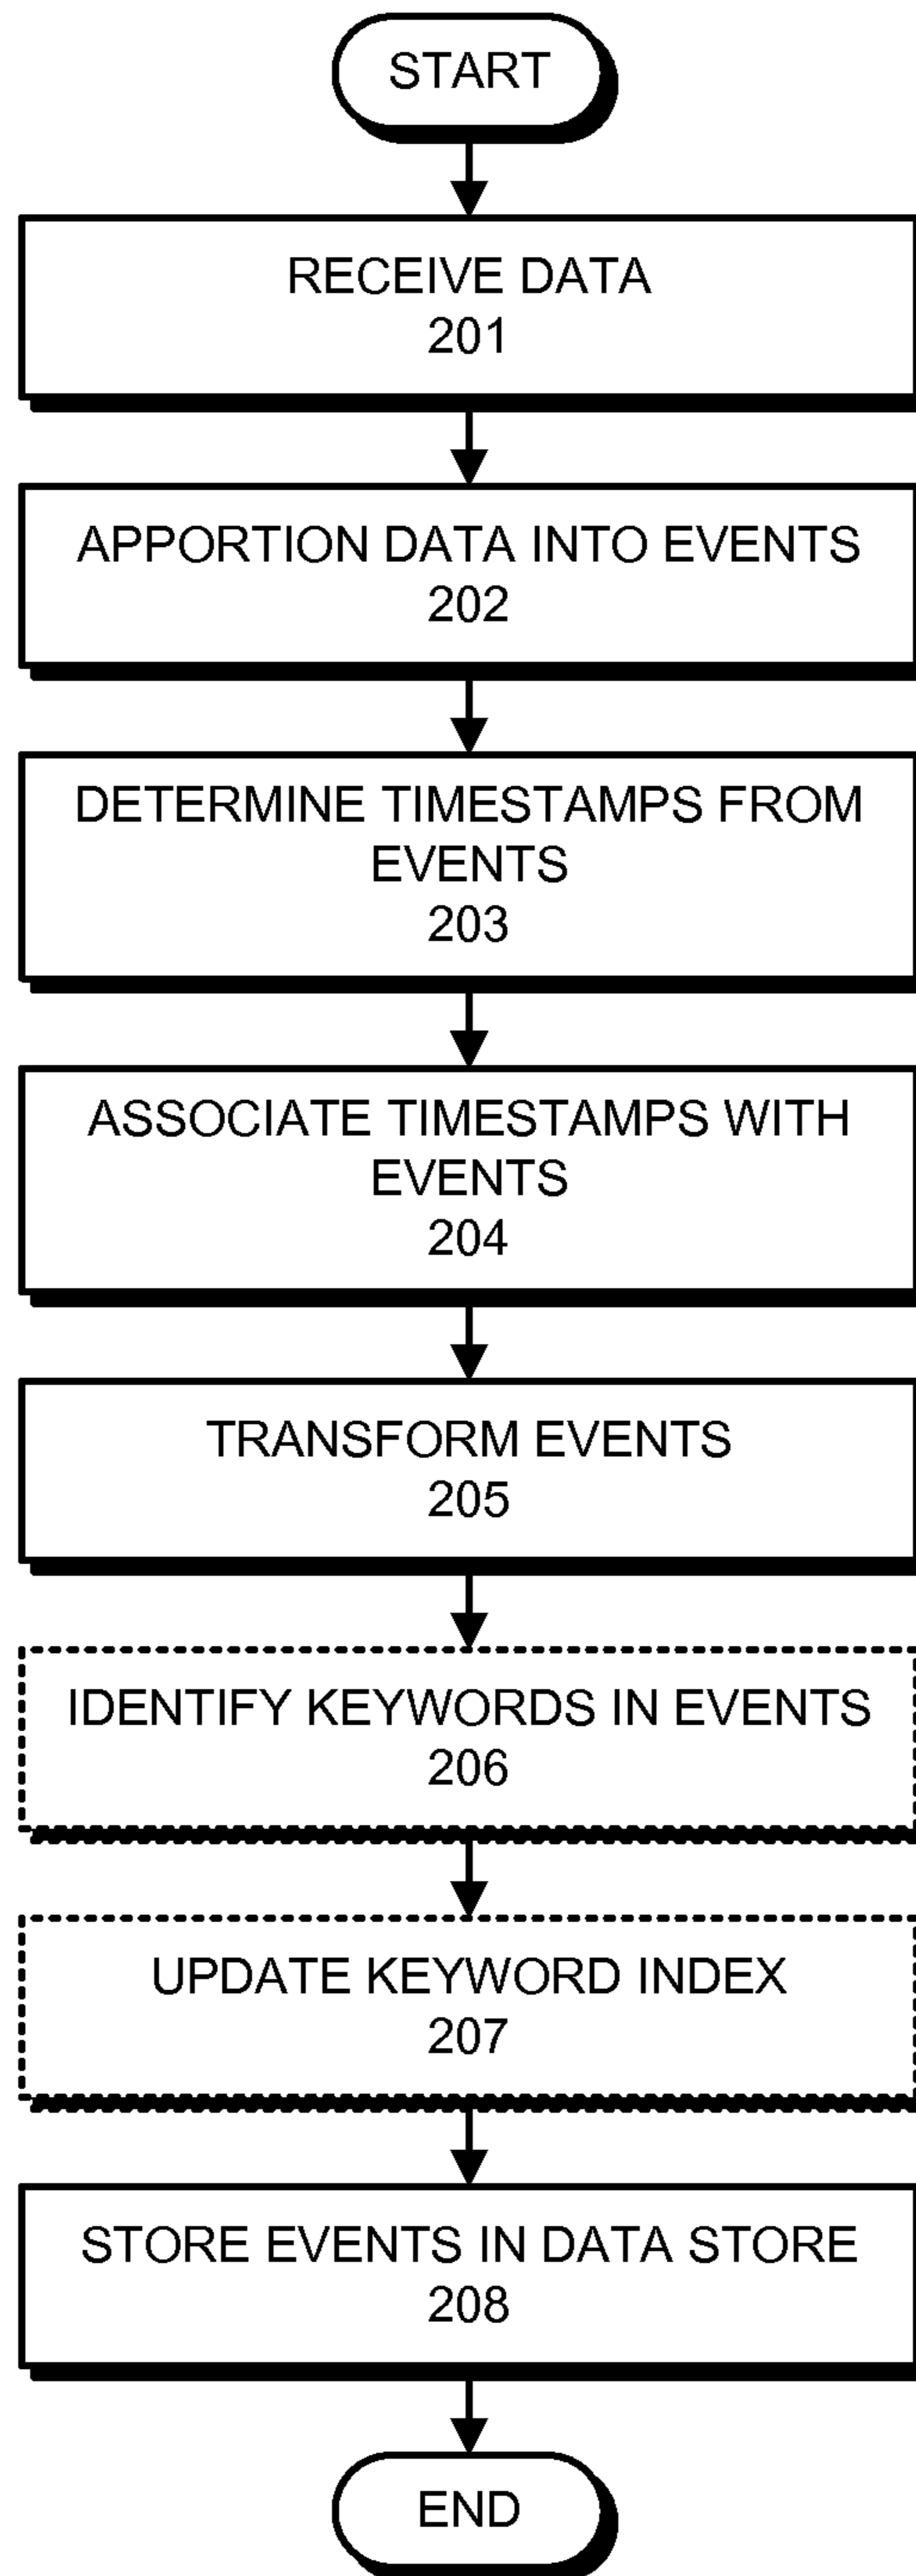 START
RECEIVE DATA
201
APPORTION DATA INTO EVENTS
202
DETERMINE TIMESTAMPS FROM
EVENTS
203
ASSOCIATE TIMESTAMPS WITH
EVENTS
204
TRANSFORM EVENTS
205
IDENTIFY KEYWORDS IN EVENTS
206
UPDATE KEYWORD INDEX
207
STORE EVENTS IN DATA STORE
208
END